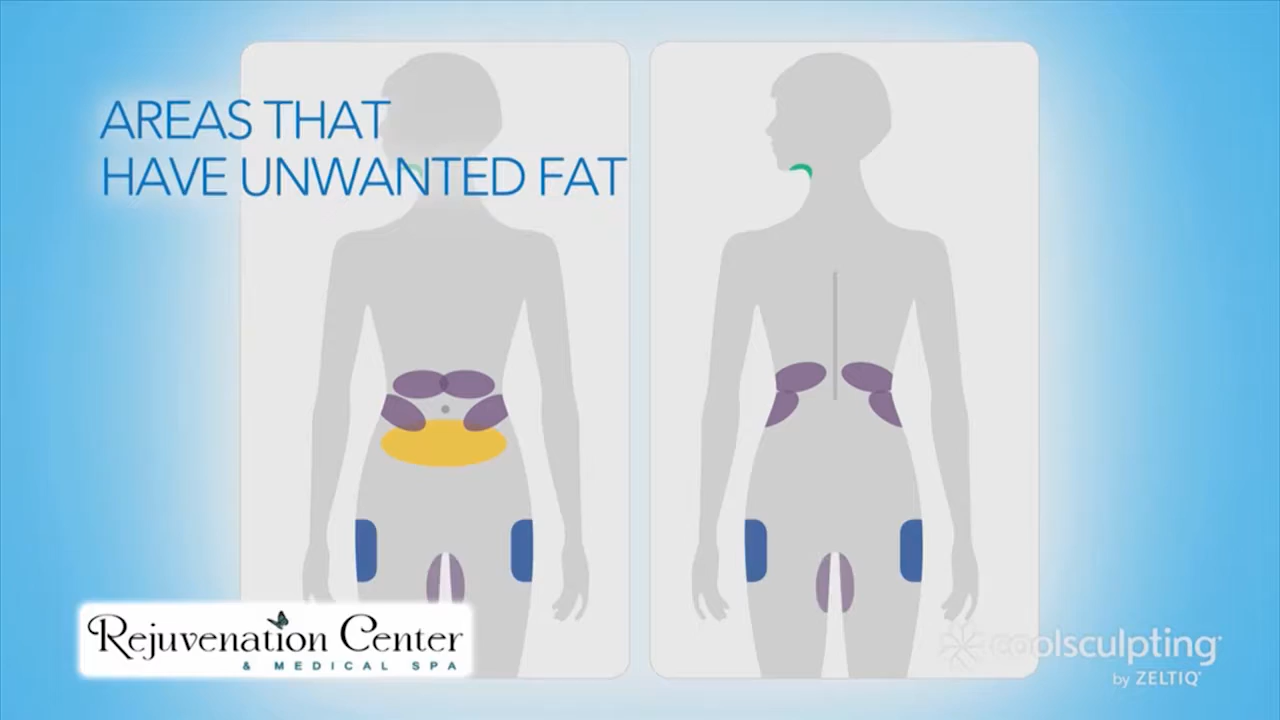 AREAS THAT
HAVE UNWANTED FAT
Rejuvenation Center
& MEDICAL SPA
coolsculpting®
by ZELTIQ®